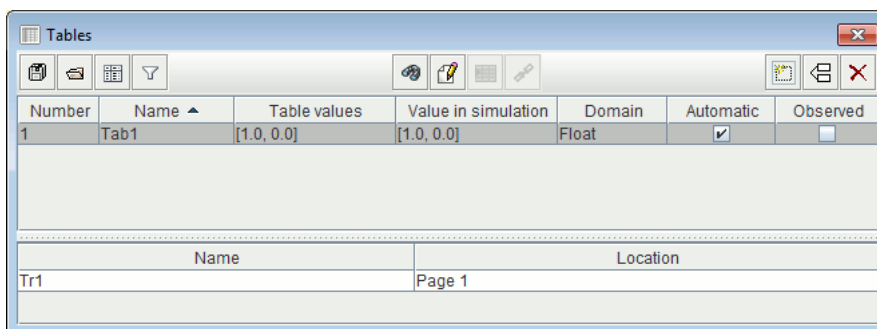 Tables
Number Name Table values Value in simulation Domain Automatic Observed
1 Tab1 [1.0, 0.0] [1.0, 0.0] Float
Name Location
Tr1 Page 1